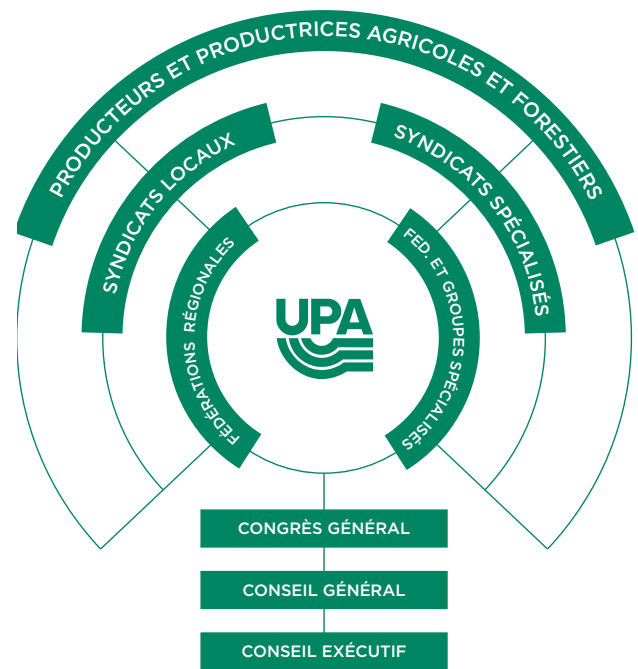 PRODUCTEURS ET PRODUCTRICES AGRICOLES ET FORESTIERS
SYNDICATS LOCAUX
SYNDICATS SPÉCIALISÉS
FÉDÉRATIONS RÉGIONALES
FED. ET GROUPES SPÉCIALISÉS
UPA
CONGRÈS GÉNÉRAL
CONSEIL GÉNÉRAL
CONSEIL EXÉCUTIF